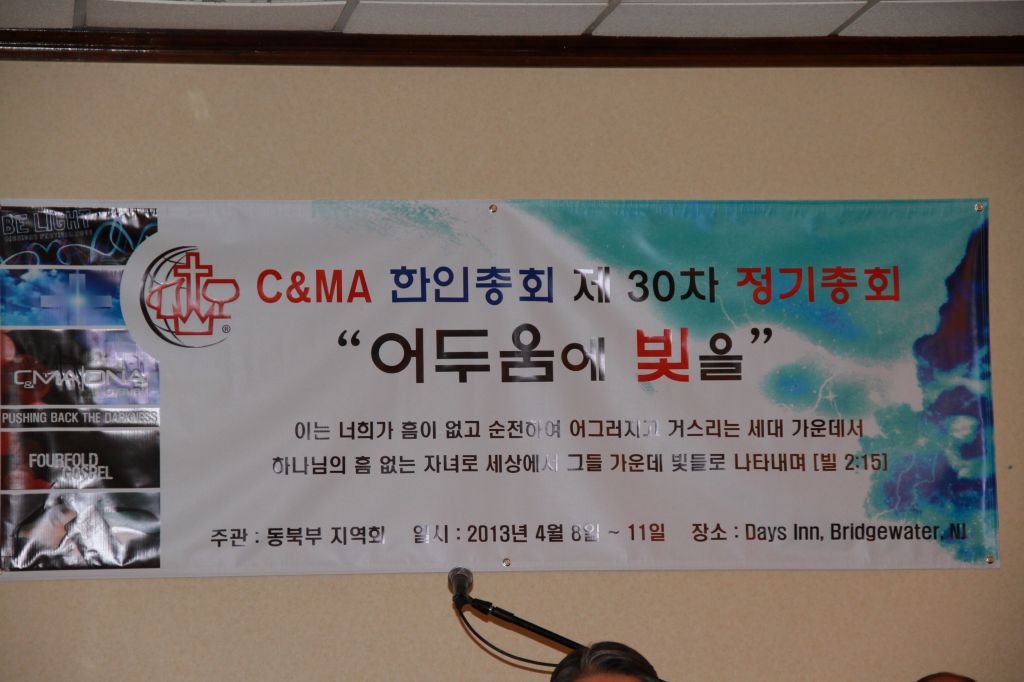 BE LIGHT
C&MA
PUSHING BACK THE DARKNESS
FOURFOLD
GOSPEL
®
C&MA 한인총회 제 30차 정기총회
“어두움에 빛을”
이는 너희가 흠이 없고 순전하여 어그러지고 거스리는 세대 가운데서
하나님의 흠 없는 자녀로 세상에서 그들 가운데 빛들로 나타내며 [빌 2:15]
주관 : 동북부 지역회 일시 : 2013년 4월 8일 ~ 11일 장소 : Days Inn, Bridgewater, NJ